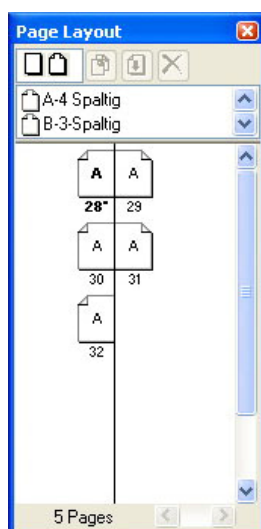 Page Layout
A-4 Spaltig
B-3-Spaltig
A A
28* 29
A A
30 31
A
32
5 Pages